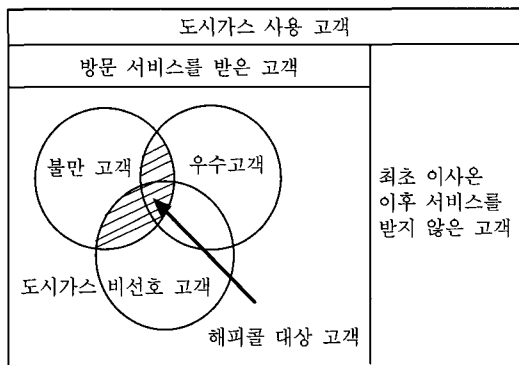 도시가스 사용 고객
방문 서비스를 받은 고객
불만 고객
우수고객
최초 이사온
이후 서비스를
받지 않은 고객
도시가스 비선호 고객
해피콜 대상 고객